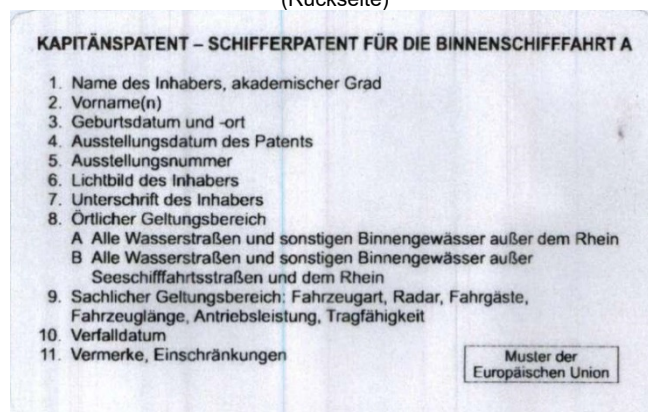 (Rückseite)
KAPITÄNSPATENT – SCHIFFERPATENT FÜR DIE BINNENSCHIFFFAHRT A
1. Name des Inhabers, akademischer Grad
2. Vorname(n)
3. Geburtsdatum und -ort
4. Ausstellungsdatum des Patents
5. Ausstellungsnummer
6. Lichtbild des Inhabers
7. Unterschrift des Inhabers
8. Örtlicher Geltungsbereich
A Alle Wasserstraßen und sonstigen Binnengewässer außer dem Rhein
B Alle Wasserstraßen und sonstigen Binnengewässer außer
Seeschifffahrtsstraßen und dem Rhein
9. Sachlicher Geltungsbereich: Fahrzeugart, Radar, Fahrgäste,
Fahrzeuglänge, Antriebsleistung, Tragfähigkeit
10. Verfalldatum
11. Vermerke, Einschränkungen
Muster der
Europäischen Union